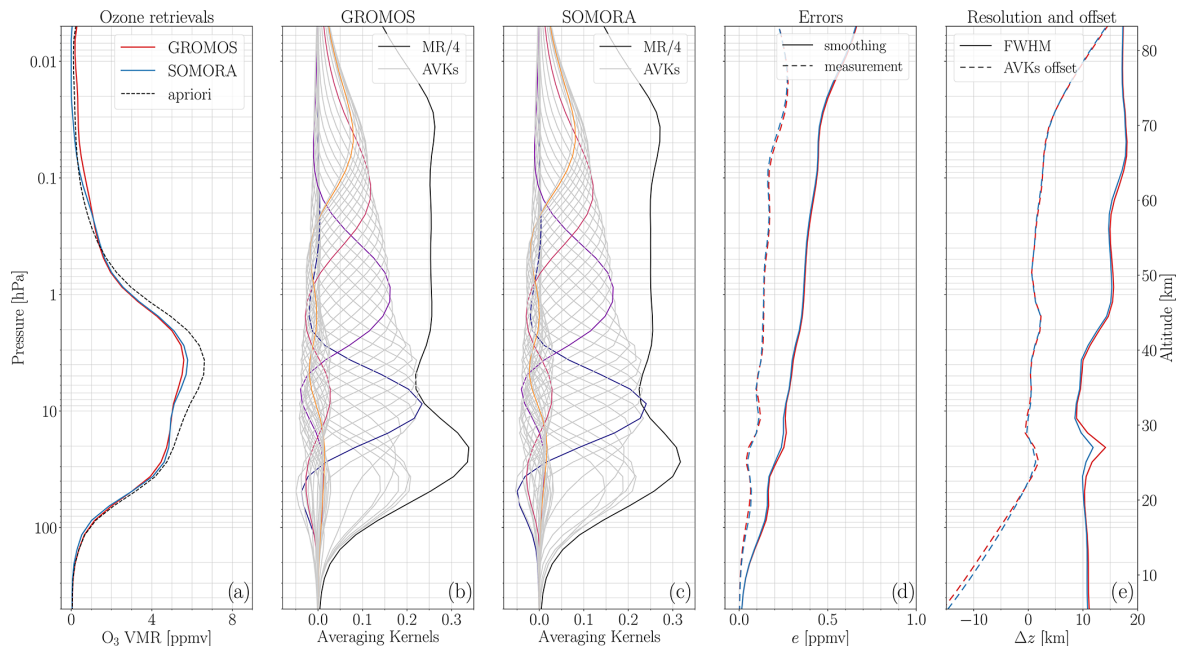 Ozone retrievals
GROMOS
SOMORA
apriori
0.01
0.1
1
10
100
Pressure [hPa]
0
4
8
O₃ VMR [ppmv]
(a)
GROMOS
MR/4
AVKs
0.0
0.1
0.2
0.3
Averaging Kernels
(b)
SOMORA
MR/4
AVKs
0.0
0.1
0.2
0.3
Averaging Kernels
(c)
Errors
smoothing
measurement
0.0
0.5
1.0
e [ppmv]
(d)
Resolution and offset
FWHM
AVKs offset
−10
0
10
20
Δz [km]
(e)
80
70
60
50
40
30
20
10
Altitude [km]